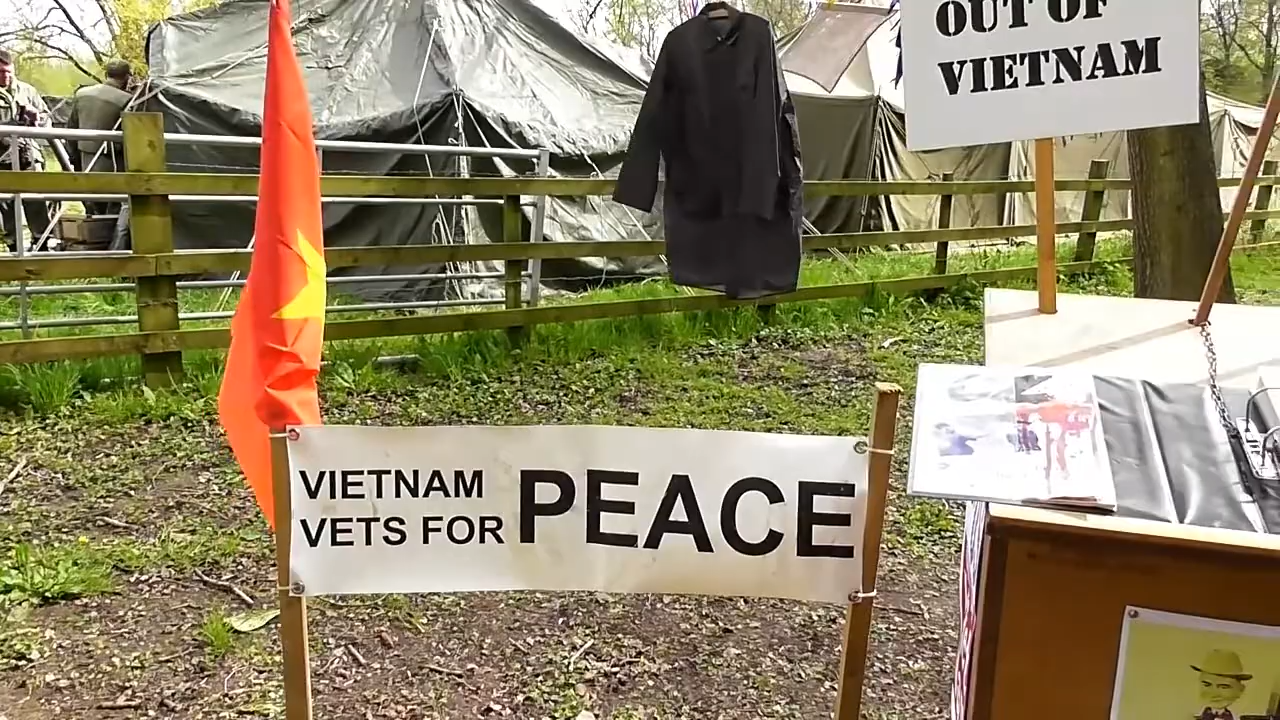 OUT OF
VIETNAM
VIETNAM
VETS FOR
PEACE